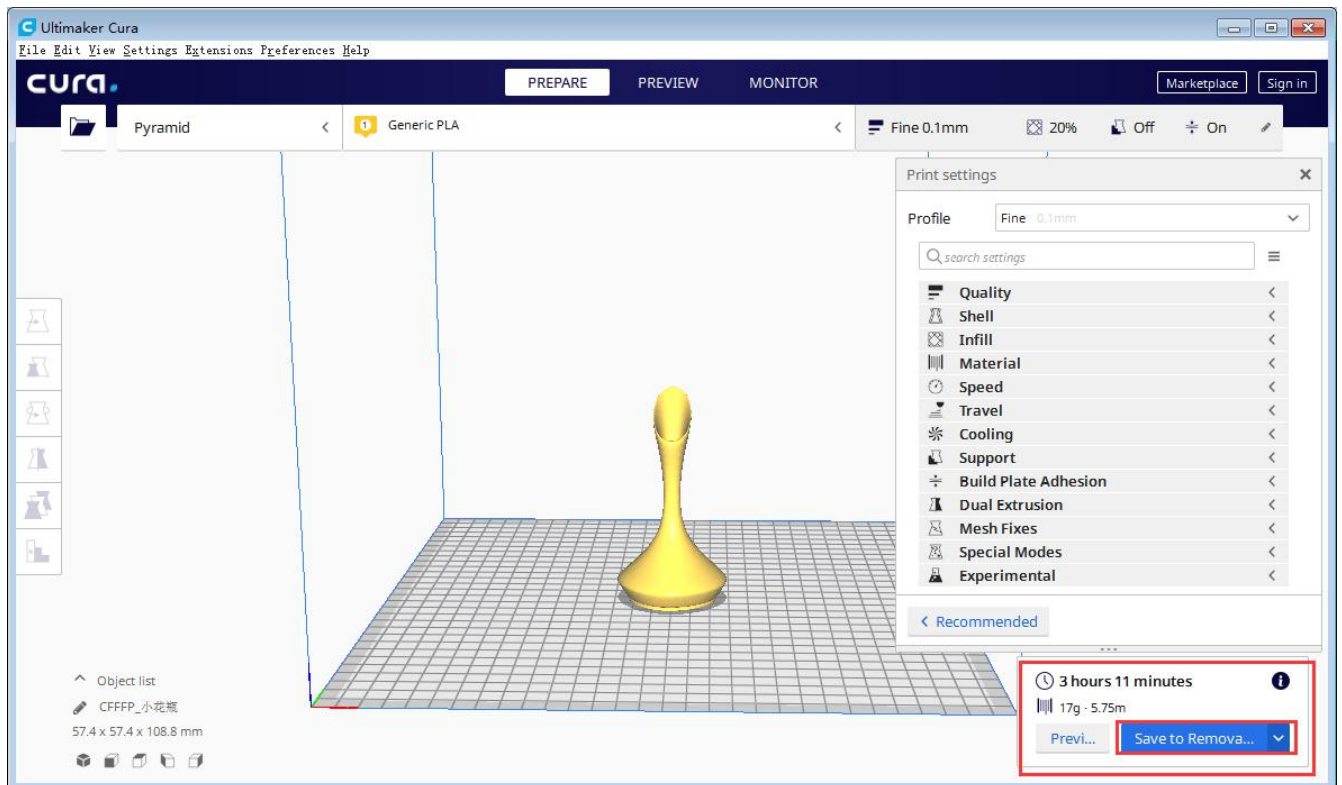 Ultimaker Cura
File Edit View Settings Extensions Preferences Help
cura.
PREPARE PREVIEW MONITOR
Marketplace Sign in
Pyramid
1 Generic PLA
Fine 0.1mm 20% Off On
Print settings
Profile Fine 0.1mm
search settings
Quality
Shell
Infill
Material
Speed
Travel
Cooling
Support
Build Plate Adhesion
Dual Extrusion
Mesh Fixes
Special Modes
Experimental
Recommended
Object list
CFFFP_小花瓶
57.4 x 57.4 x 108.8 mm
3 hours 11 minutes
17g · 5.75m
Previ... Save to Remova...